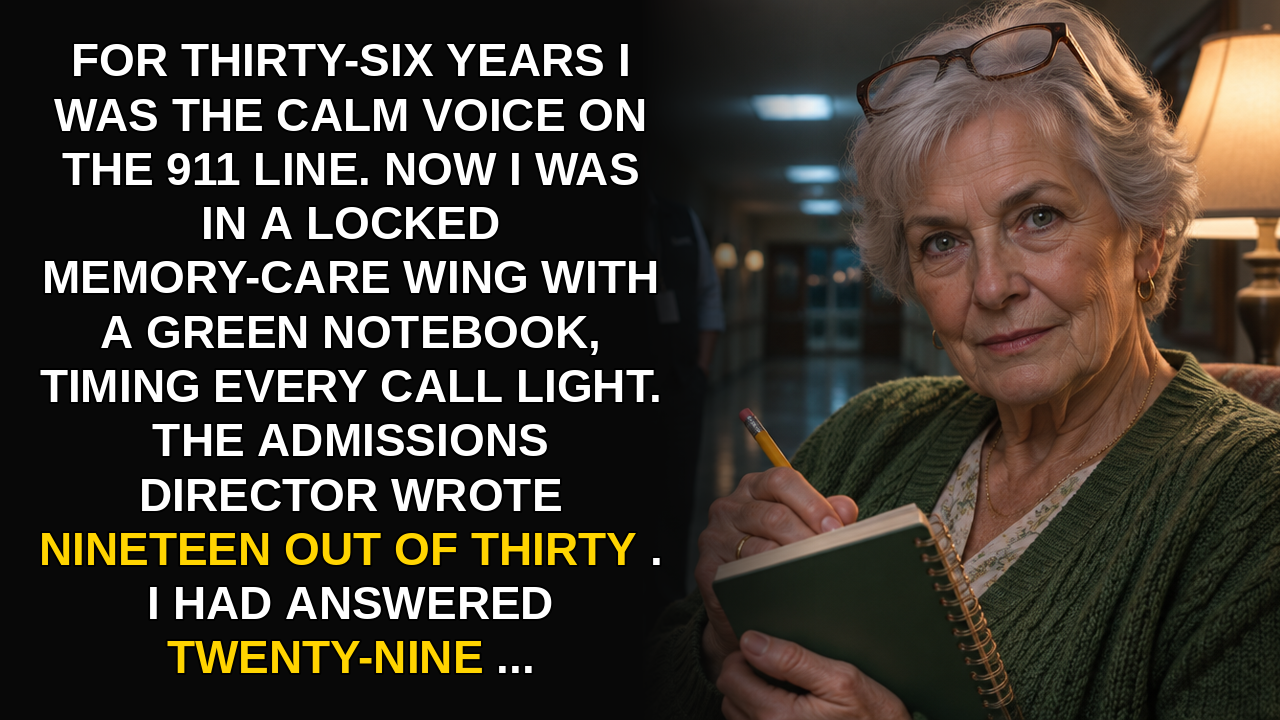 FOR THIRTY-SIX YEARS I
WAS THE CALM VOICE ON
THE 911 LINE. NOW I WAS
IN A LOCKED
MEMORY-CARE WING WITH
A GREEN NOTEBOOK,
TIMING EVERY CALL LIGHT.
THE ADMISSIONS
DIRECTOR WROTE
NINETEEN OUT OF THIRTY .
I HAD ANSWERED
TWENTY-NINE ...